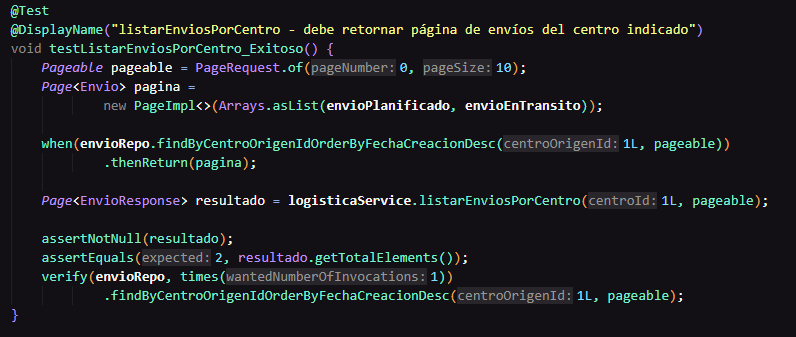 @Test
@DisplayName("listarEnviosPorCentro - debe retornar página de envíos del centro indicado")
void testListarEnviosPorCentro_Exitoso() {
    Pageable pageable = PageRequest.of(pageNumber: 0, pageSize: 10);
    Page<Envio> pagina =
            new PageImpl<>(Arrays.asList(envioPlanificado, envioEnTransito));

    when(envioRepo.findByCentroOrigenIdOrderByFechaCreacionDesc(centroOrigenId: 1L, pageable))
            .thenReturn(pagina);

    Page<EnvioResponse> resultado = logisticaService.listarEnviosPorCentro(centroId: 1L, pageable);

    assertNotNull(resultado);
    assertEquals(expected: 2, resultado.getTotalElements());
    verify(envioRepo, times(wantedNumberOfInvocations: 1))
            .findByCentroOrigenIdOrderByFechaCreacionDesc(centroOrigenId: 1L, pageable);
}